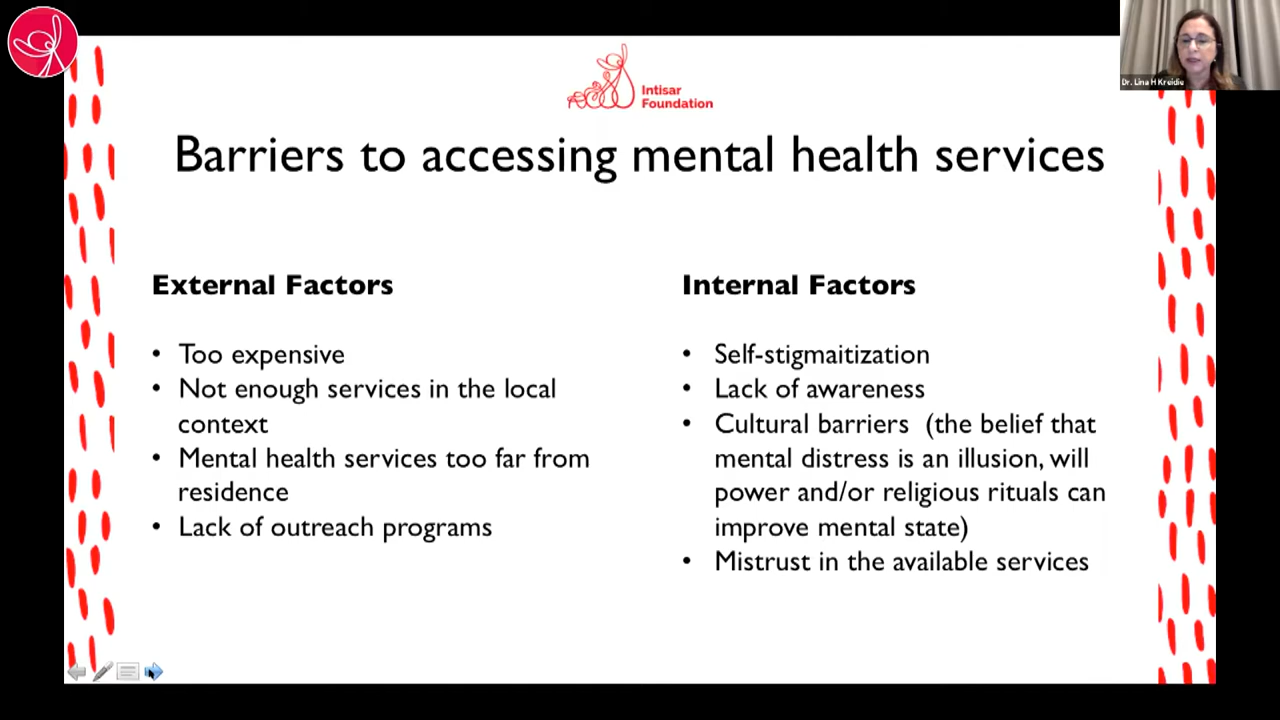 Dr. Lina H Kreidie
Intisar
Foundation
Barriers to accessing mental health services
External Factors
• Too expensive
• Not enough services in the local
context
• Mental health services too far from
residence
• Lack of outreach programs
Internal Factors
• Self-stigmaitization
• Lack of awareness
• Cultural barriers (the belief that
mental distress is an illusion, will
power and/or religious rituals can
improve mental state)
• Mistrust in the available services